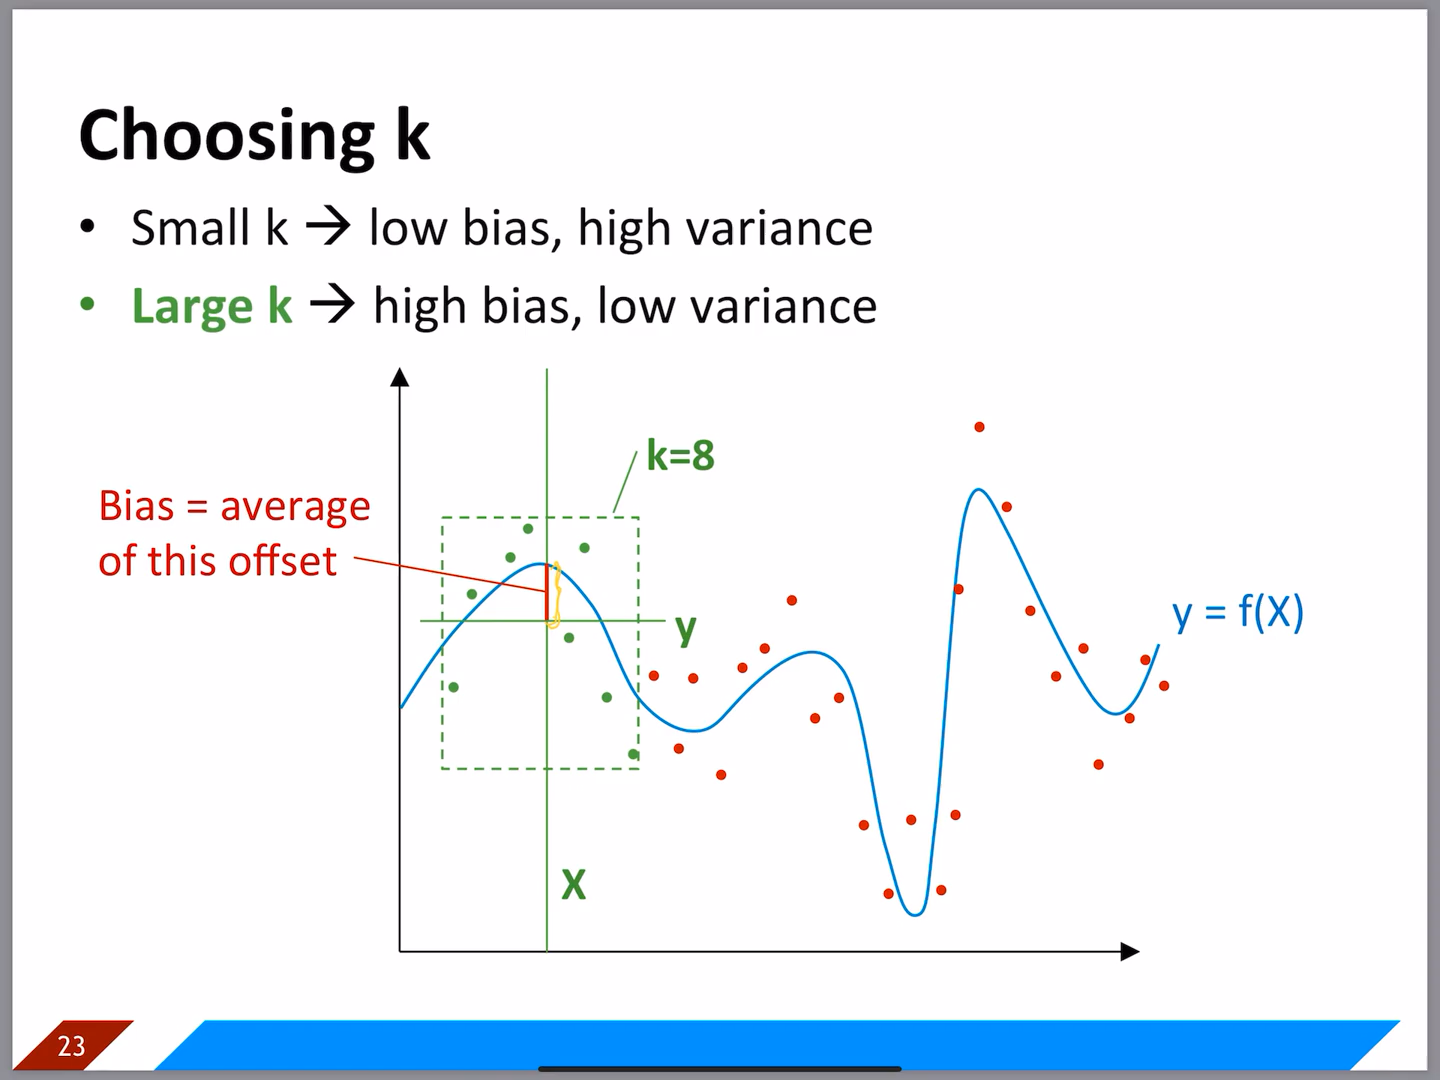 Choosing k
• Small k → low bias, high variance
• Large k → high bias, low variance
k=8
Bias = average
of this offset
y
y = f(X)
X
23